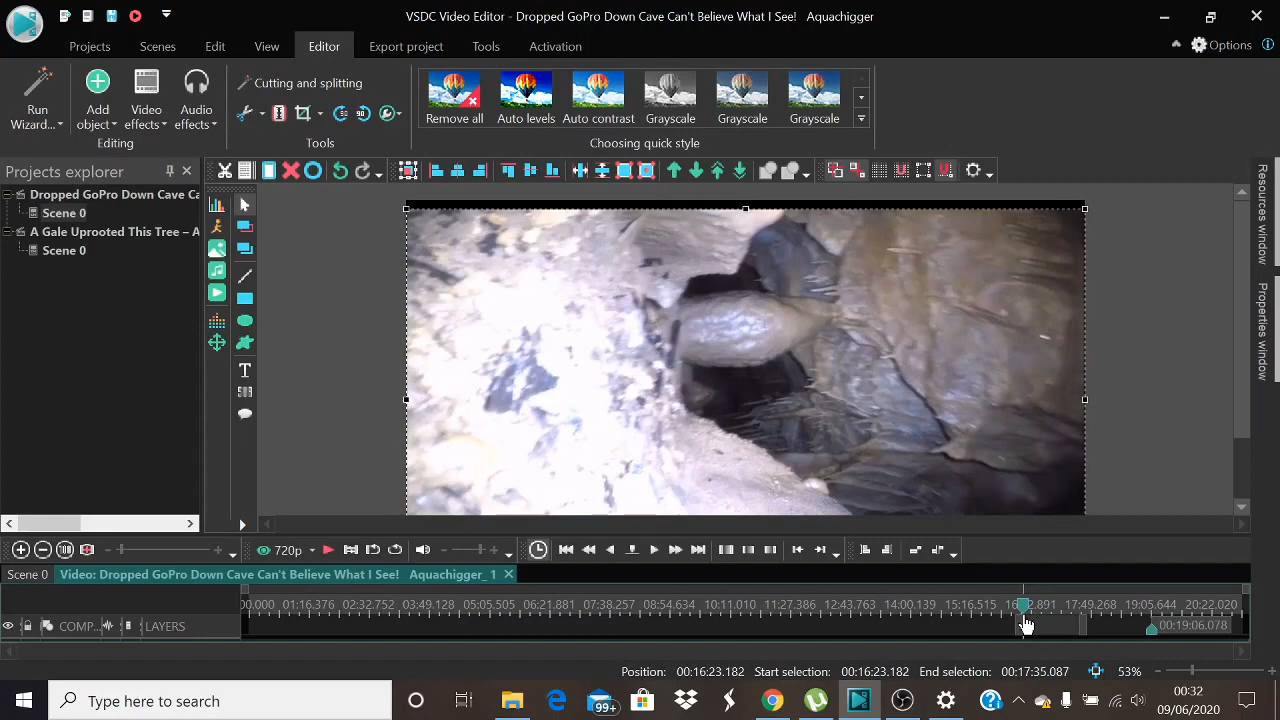 VSDC Video Editor - Dropped GoPro Down Cave Can't Believe What I See! Aquachigger
Projects Scenes Edit View Editor Export project Tools Activation Options
Cutting and splitting
Run Wizard... Add object Video effects Audio effects
Remove all Auto levels Auto contrast Grayscale Grayscale Grayscale
Editing Tools Choosing quick style
Projects explorer
Dropped GoPro Down Cave Ca
Scene 0
A Gale Uprooted This Tree – A
Scene 0
Resources window
Properties window
720p
Scene 0 Video: Dropped GoPro Down Cave Can't Believe What I See! Aquachigger_ 1
00.000 01:16.376 02:32.752 03:49.128 05:05.505 06:21.881 07:38.257 08:54.634 10:11.010 11:27.386 12:43.763 14:00.139 15:16.515 17:49.268 19:05.644 20:22.020
COMP... LAYERS 00:19:06.078
Position: 00:16:23.182 Start selection: 00:16:23.182 End selection: 00:17:35.087 53%
Type here to search
99+
00:32
09/06/2020